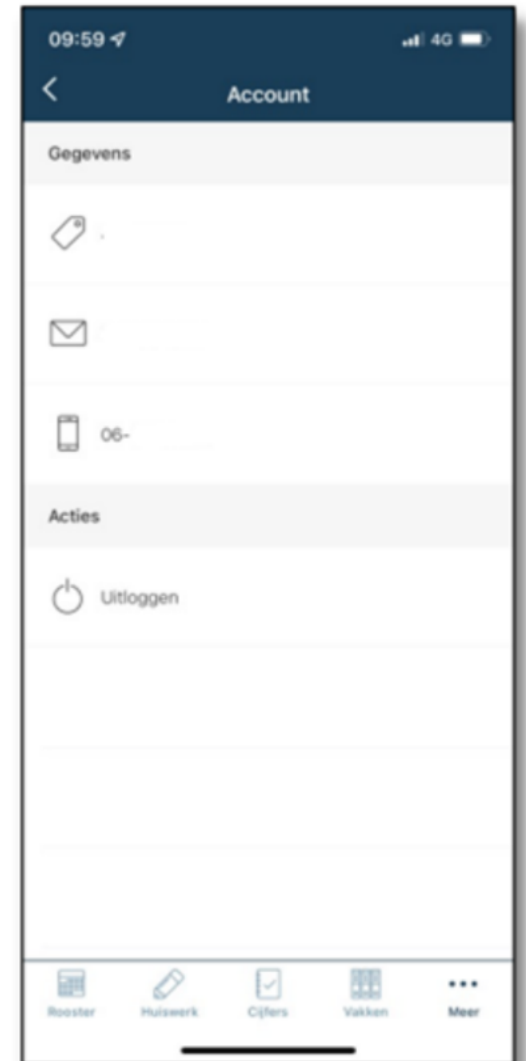 09:59 4G
Account
Gegevens
06-
Acties
Uitloggen
Rooster Huiswerk Cijfers Vakken Meer